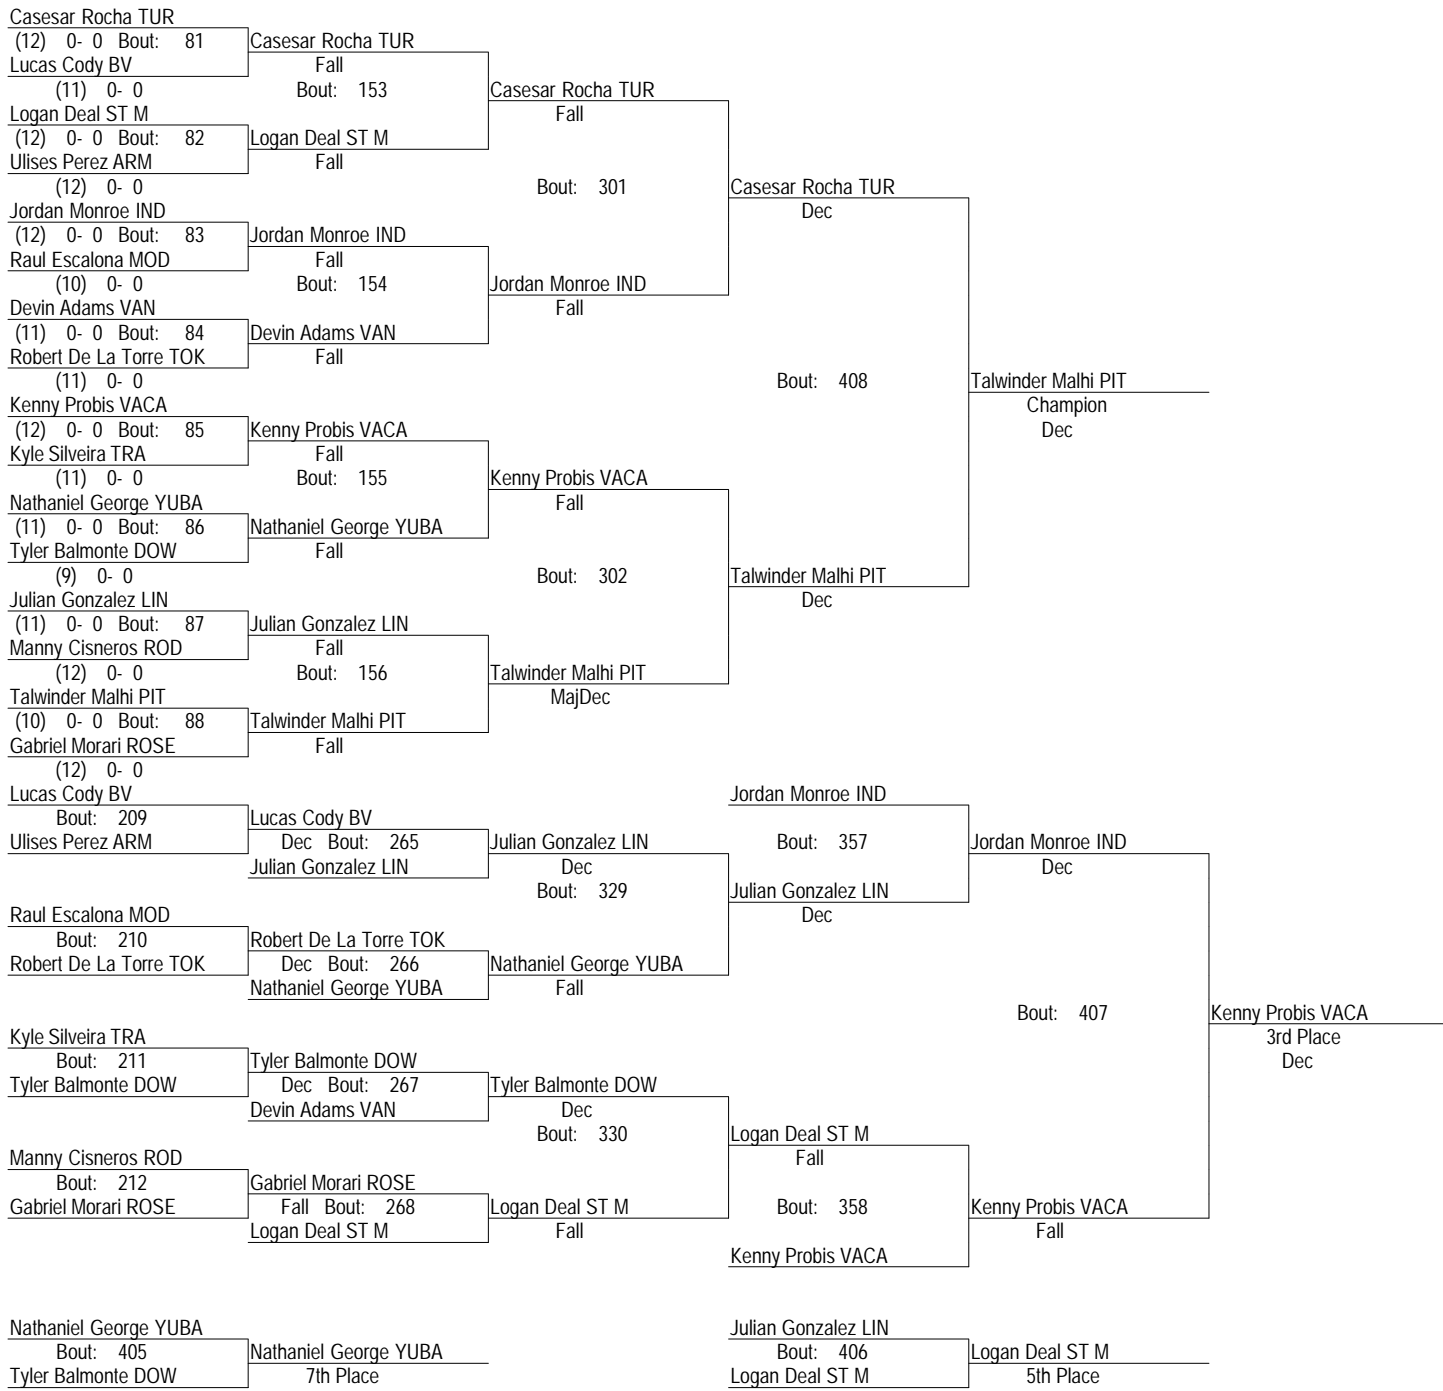 Casesar Rocha TUR
(12) 0- 0 Bout: 81 Casesar Rocha TUR
Lucas Cody BV Fall
(11) 0- 0 Bout: 153 Casesar Rocha TUR
Logan Deal ST M Fall
(12) 0- 0 Bout: 82 Logan Deal ST M
Ulises Perez ARM Fall
(12) 0- 0 Bout: 301 Casesar Rocha TUR
Jordan Monroe IND Dec
(12) 0- 0 Bout: 83 Jordan Monroe IND
Raul Escalona MOD Fall
(10) 0- 0 Bout: 154 Jordan Monroe IND
Devin Adams VAN Fall
(11) 0- 0 Bout: 84 Devin Adams VAN
Robert De La Torre TOK Fall
(11) 0- 0 Bout: 408 Talwinder Malhi PIT
Kenny Probis VACA Champion
(12) 0- 0 Bout: 85 Kenny Probis VACA Dec
Kyle Silveira TRA Fall
(11) 0- 0 Bout: 155 Kenny Probis VACA
Nathaniel George YUBA Fall
(11) 0- 0 Bout: 86 Nathaniel George YUBA
Tyler Balmonte DOW Fall
(9) 0- 0 Bout: 302 Talwinder Malhi PIT
Julian Gonzalez LIN Dec
(11) 0- 0 Bout: 87 Julian Gonzalez LIN
Manny Cisneros ROD Fall
(12) 0- 0 Bout: 156 Talwinder Malhi PIT
Talwinder Malhi PIT MajDec
(10) 0- 0 Bout: 88 Talwinder Malhi PIT
Gabriel Morari ROSE Fall
(12) 0- 0
Lucas Cody BV Jordan Monroe IND
Bout: 209 Lucas Cody BV
Ulises Perez ARM Dec Bout: 265 Julian Gonzalez LIN Bout: 357 Jordan Monroe IND
Julian Gonzalez LIN Dec Dec
Bout: 329 Julian Gonzalez LIN
Raul Escalona MOD Dec
Bout: 210 Robert De La Torre TOK
Robert De La Torre TOK Dec Bout: 266 Nathaniel George YUBA
Nathaniel George YUBA Fall
Bout: 407 Kenny Probis VACA
Kyle Silveira TRA 3rd Place
Bout: 211 Tyler Balmonte DOW Dec
Tyler Balmonte DOW Dec Bout: 267 Tyler Balmonte DOW
Devin Adams VAN Dec
Bout: 330 Logan Deal ST M
Manny Cisneros ROD Fall
Bout: 212 Gabriel Morari ROSE
Gabriel Morari ROSE Fall Bout: 268 Logan Deal ST M Bout: 358 Kenny Probis VACA
Logan Deal ST M Fall Fall
Kenny Probis VACA
Nathaniel George YUBA Julian Gonzalez LIN
Bout: 405 Nathaniel George YUBA Bout: 406 Logan Deal ST M
Tyler Balmonte DOW 7th Place Logan Deal ST M 5th Place